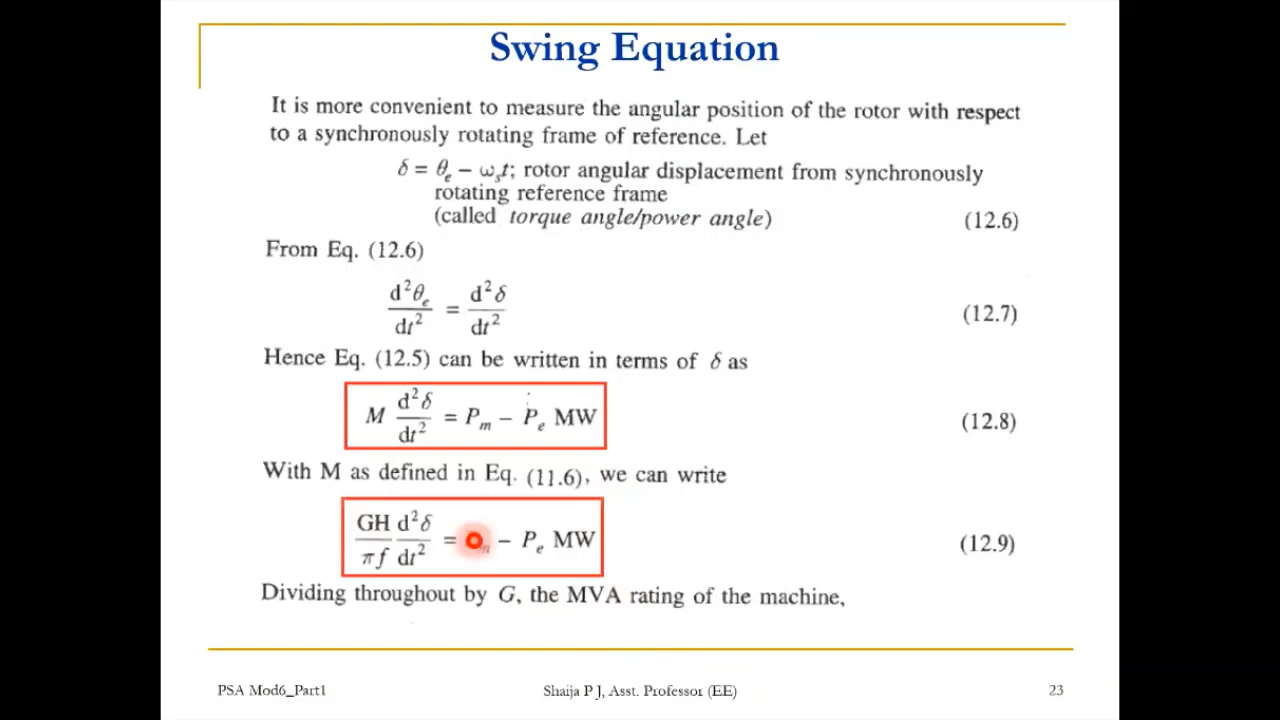 Swing Equation
It is more convenient to measure the angular position of the rotor with respect
to a synchronously rotating frame of reference. Let
δ = θₑ − ωₛt; rotor angular displacement from synchronously
rotating reference frame
(called torque angle/power angle) (12.6)
From Eq. (12.6)
d²θₑ/dt² = d²δ/dt² (12.7)
Hence Eq. (12.5) can be written in terms of δ as
M d²δ/dt² = Pₘ − Pₑ MW (12.8)
With M as defined in Eq. (11.6), we can write
GH/πf d²δ/dt² = − Pₑ MW (12.9)
Dividing throughout by G, the MVA rating of the machine,
PSA Mod6_Part1 Shaija P J, Asst. Professor (EE) 23